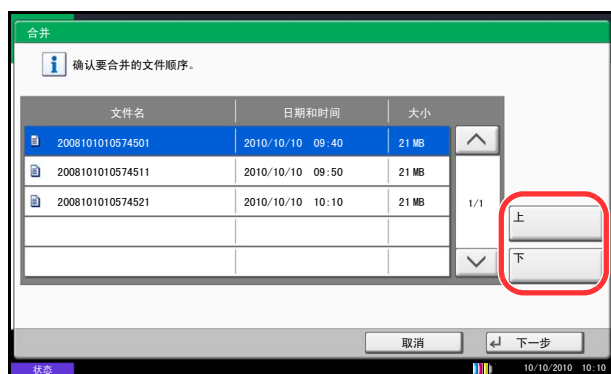 合并
确认要合并的文件顺序。
文件名 日期和时间 大小
2008101010574501 2010/10/10 09:40 21 MB
2008101010574511 2010/10/10 09:50 21 MB
2008101010574521 2010/10/10 10:10 21 MB
1/1
上
下
取消 下一步
状态 10/10/2010 10:10